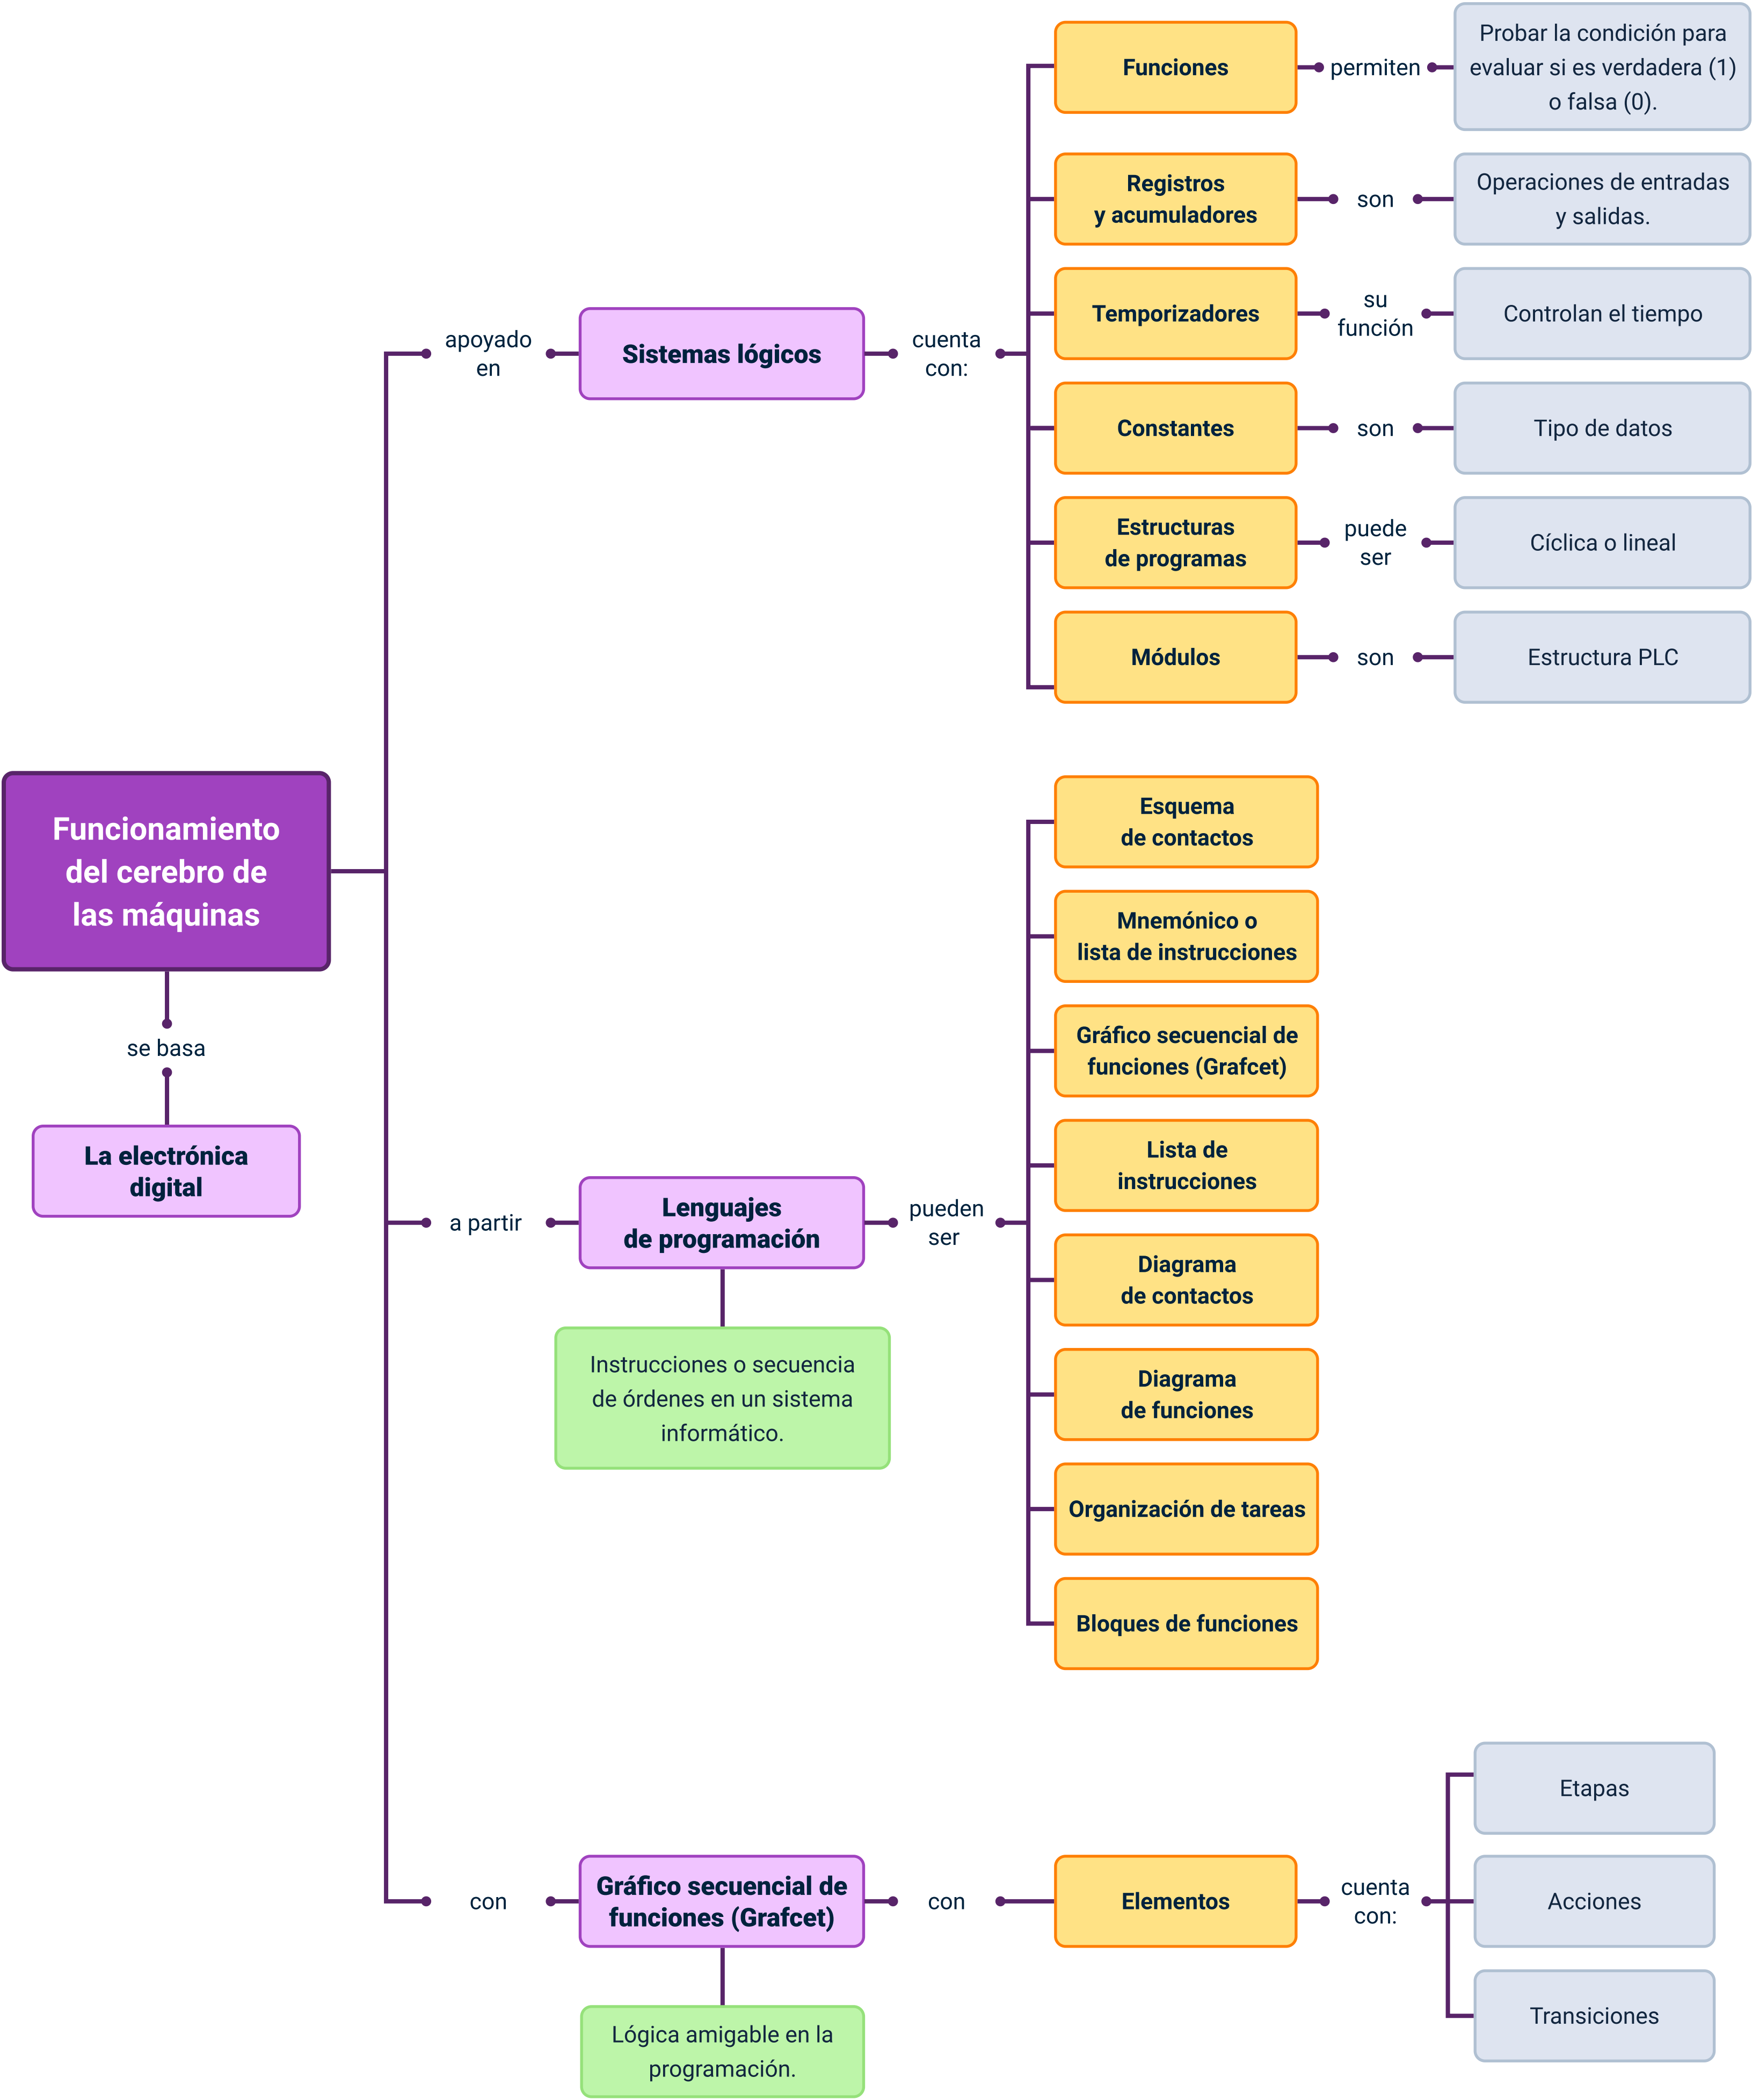 Funcionamiento
del cerebro de
las máquinas
se basa
La electrónica
digital
apoyado
en
Sistemas lógicos
cuenta
con:
Funciones
permiten
Probar la condición para
evaluar si es verdadera (1)
o falsa (0).
Registros
y acumuladores
son
Operaciones de entradas
y salidas.
Temporizadores
su
función
Controlan el tiempo
Constantes
son
Tipo de datos
Estructuras
de programas
puede
ser
Cíclica o lineal
Módulos
son
Estructura PLC
a partir
Lenguajes
de programación
Instrucciones o secuencia
de órdenes en un sistema
informático.
pueden
ser
Esquema
de contactos
Mnemónico o
lista de instrucciones
Gráfico secuencial de
funciones (Grafcet)
Lista de
instrucciones
Diagrama
de contactos
Diagrama
de funciones
Organización de tareas
Bloques de funciones
con
Gráfico secuencial de
funciones (Grafcet)
Lógica amigable en la
programación.
con
Elementos
cuenta
con:
Etapas
Acciones
Transiciones